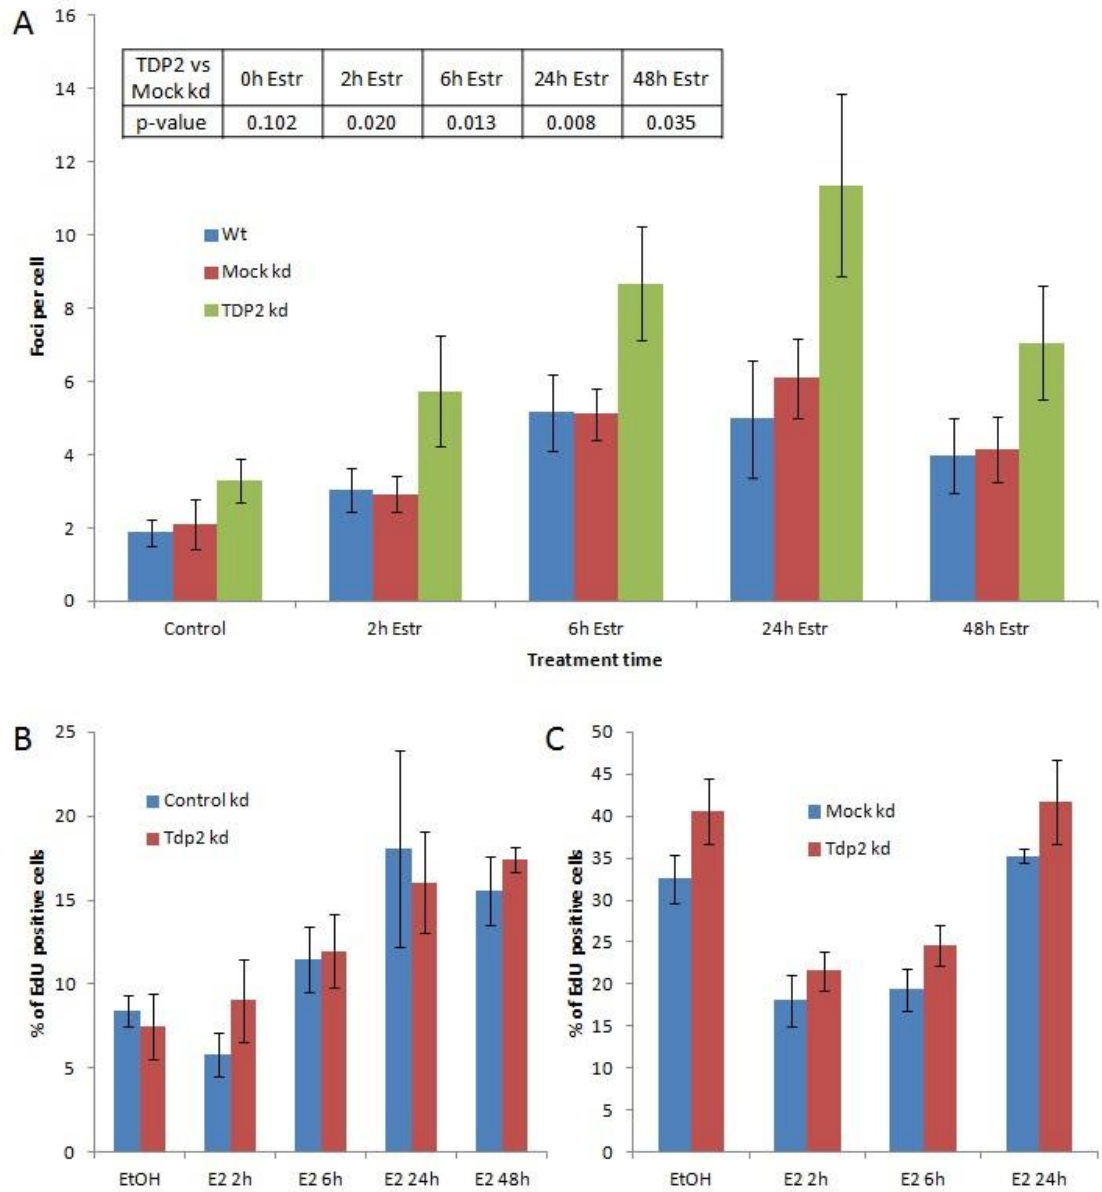 A
16
14
12
10
8
6
4
2
0
Foci per cell
TDP2 vs Mock kd 0h Estr 2h Estr 6h Estr 24h Estr 48h Estr
p-value 0.102 0.020 0.013 0.008 0.035
Wt
Mock kd
TDP2 kd
Control 2h Estr 6h Estr 24h Estr 48h Estr
Treatment time
B
25
20
15
10
5
0
% of EdU positive cells
Control kd
Tdp2 kd
EtOH E2 2h E2 6h E2 24h E2 48h
C
50
45
40
35
30
25
20
15
10
5
0
% of EdU positive cells
Mock kd
Tdp2 kd
EtOH E2 2h E2 6h E2 24h